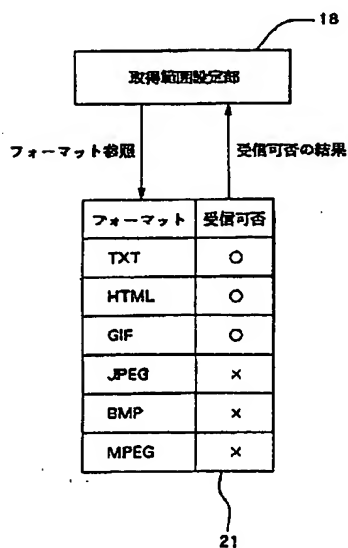 18
取得範囲設定部
フォーマット参照
受信可否の結果
フォーマット 受信可否
TXT ○
HTML ○
GIF ○
JPEG ×
BMP ×
MPEG ×
21